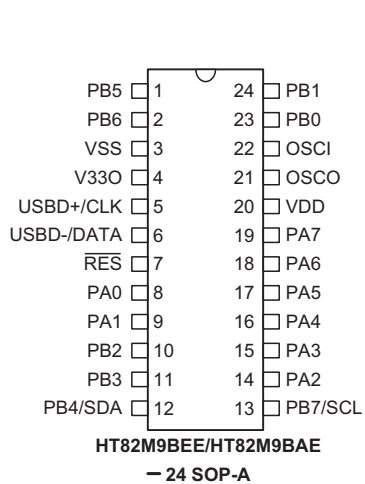 PB5 1 24 PB1
PB6 2 23 PB0
VSS 3 22 OSCI
V33O 4 21 OSCO
USBD+/CLK 5 20 VDD
USBD-/DATA 6 19 PA7
RES 7 18 PA6
PA0 8 17 PA5
PA1 9 16 PA4
PB2 10 15 PA3
PB3 11 14 PA2
PB4/SDA 12 13 PB7/SCL
HT82M9BEE/HT82M9BAE
– 24 SOP-A